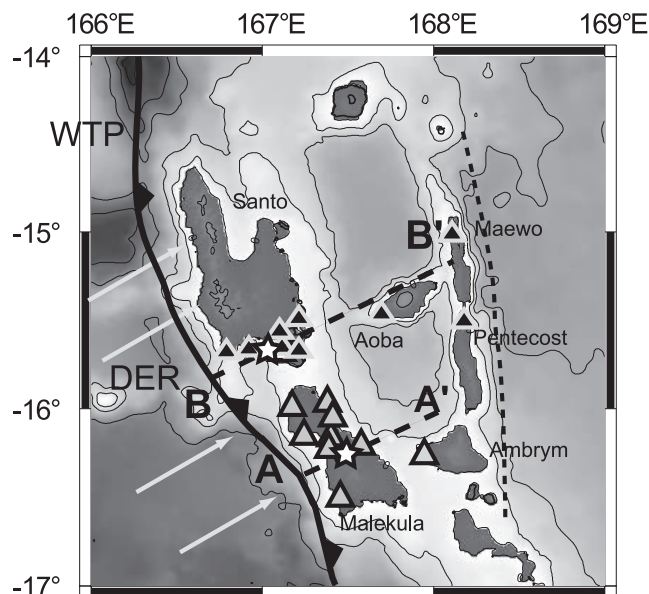 166°E 167°E 168°E 169°E
-14°
WTP
Santo
-15°
B'
Maewo
Aoba
Pentecost
DER
B
A'
-16°
A
Ambrym
Malekula
-17°